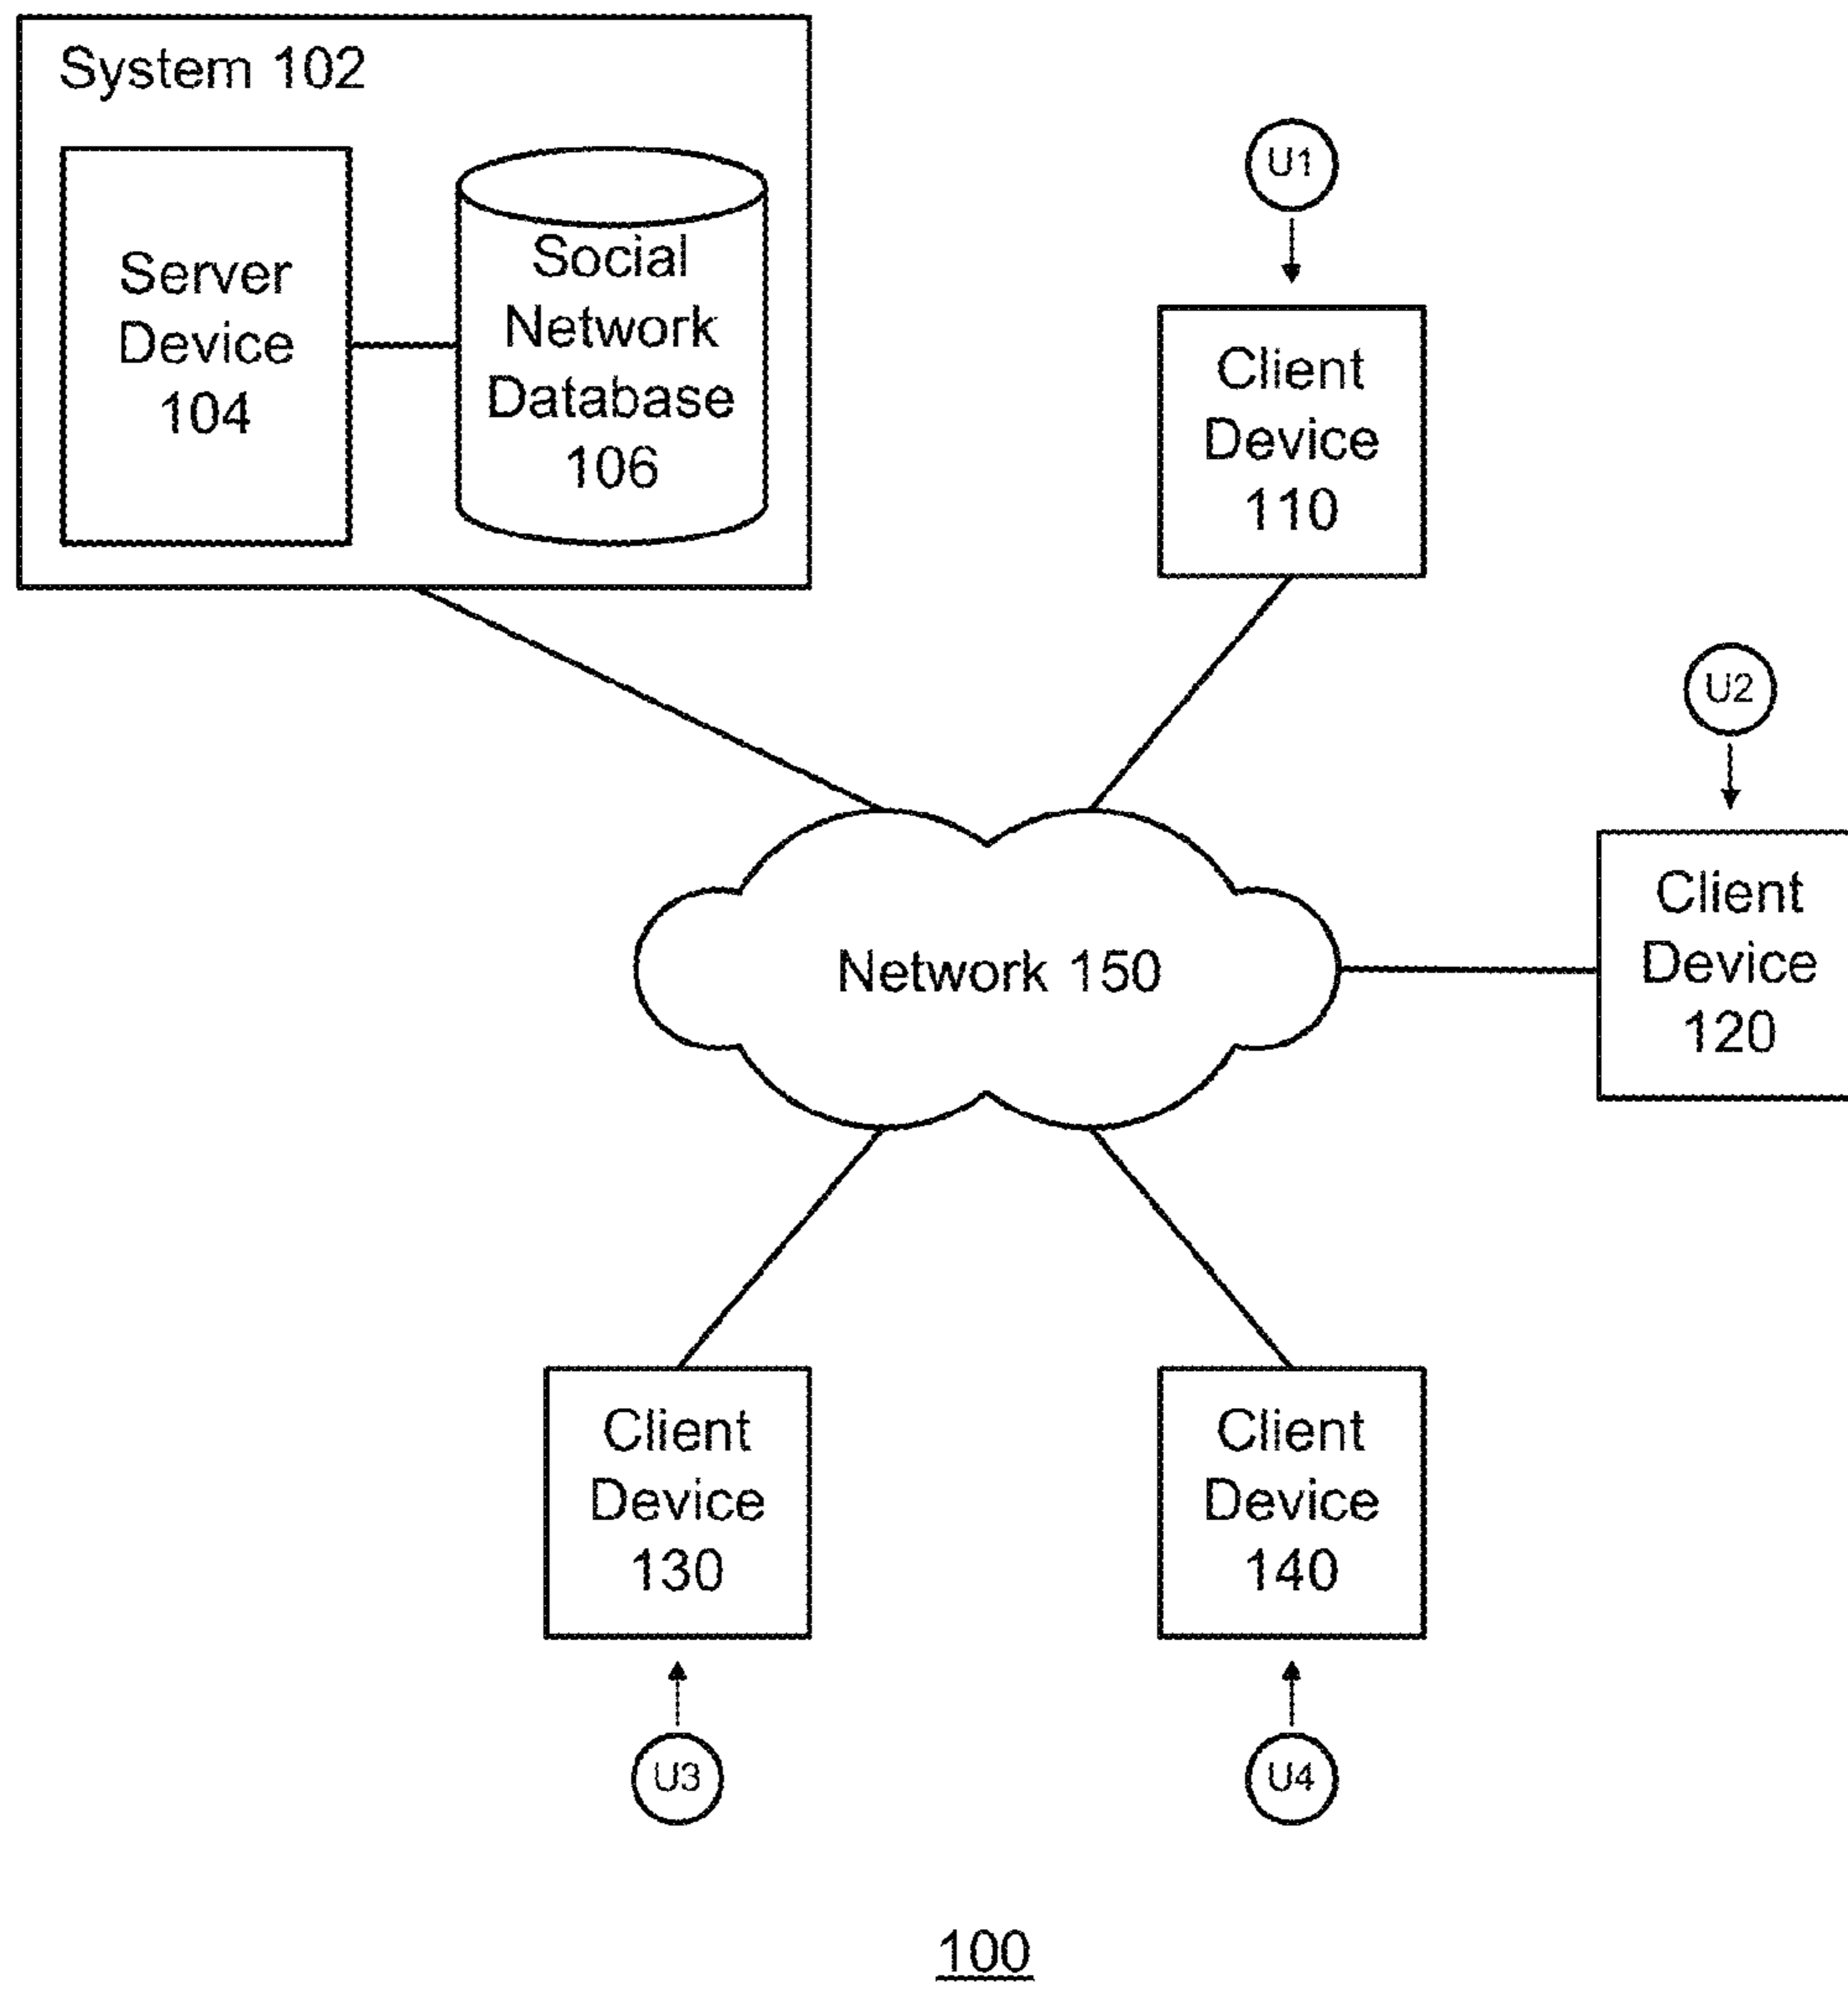 System 102
Server
Device
104
Social
Network
Database
106
U1
Client
Device
110
U2
Client
Device
120
Network 150
Client
Device
130
Client
Device
140
U3
U4
100